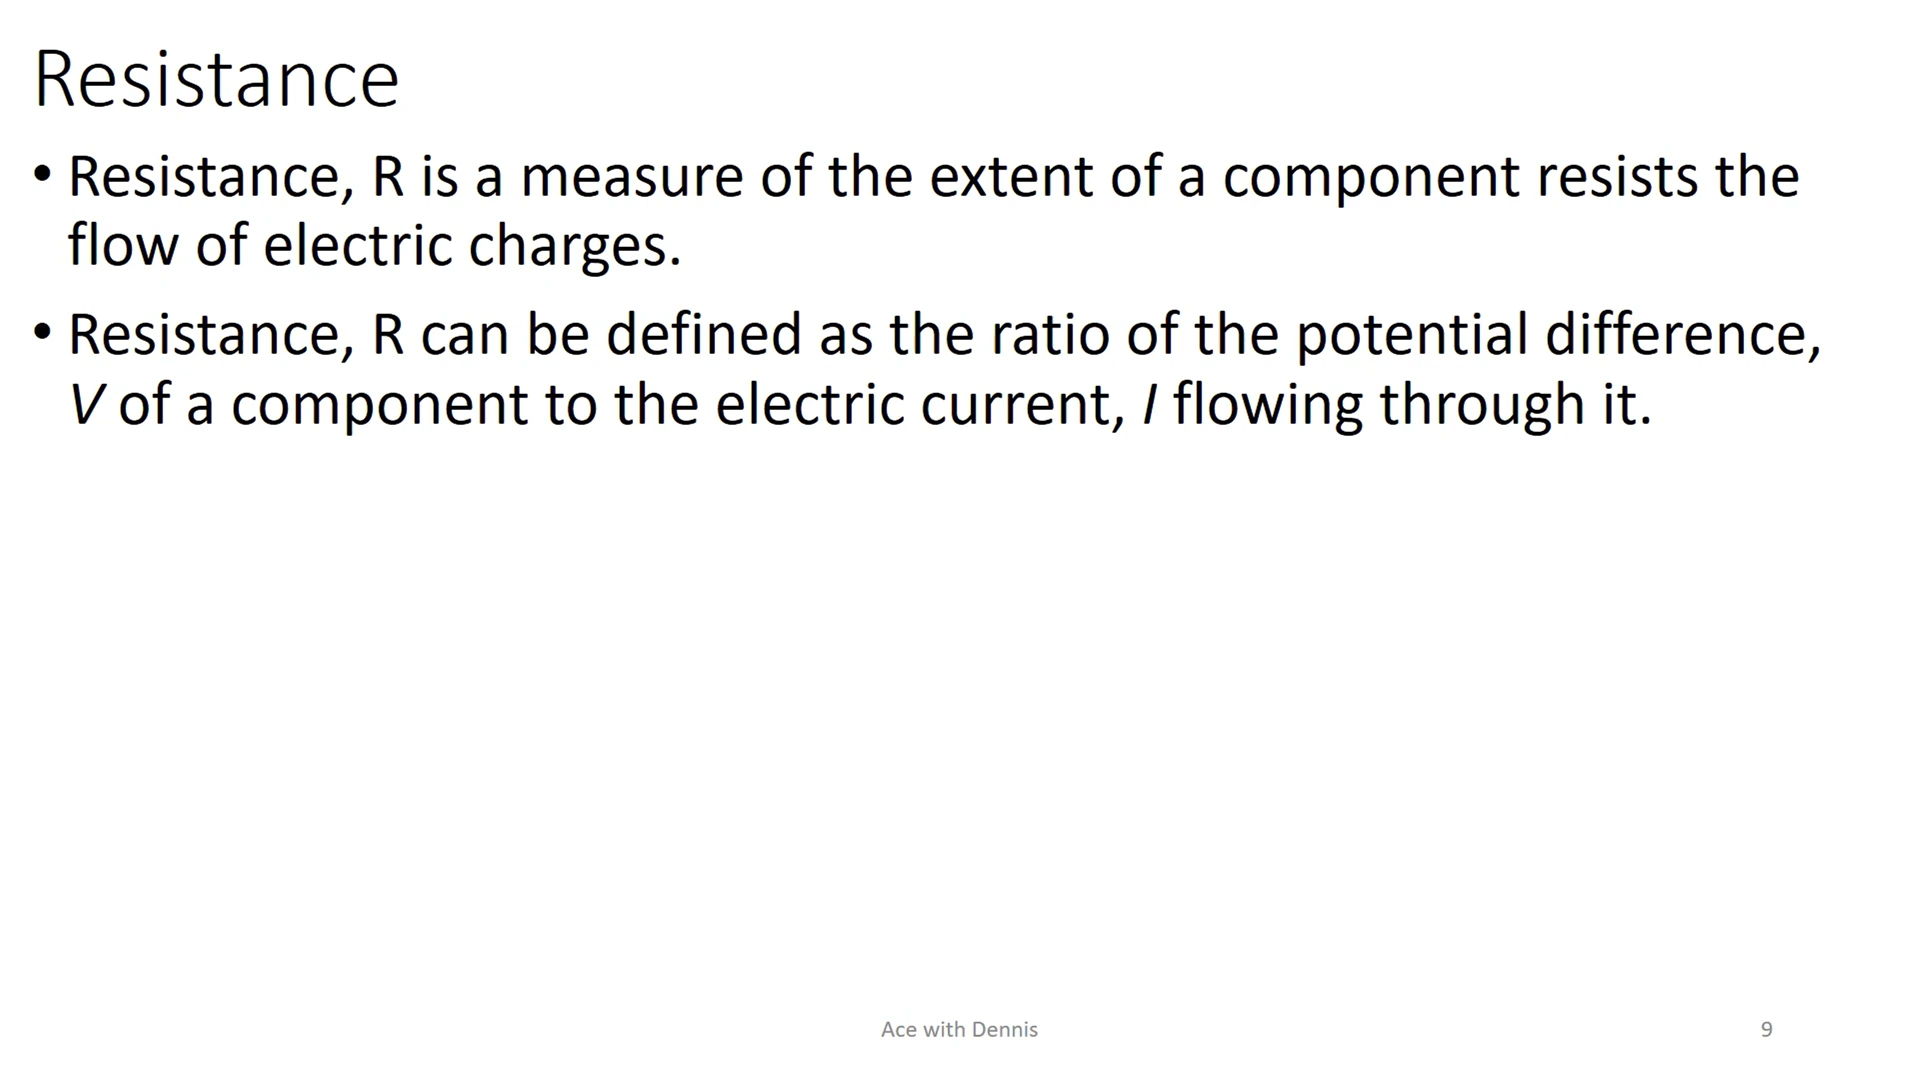 Resistance
• Resistance, R is a measure of the extent of a component resists the
flow of electric charges.
• Resistance, R can be defined as the ratio of the potential difference,
V of a component to the electric current, I flowing through it.
Ace with Dennis
9